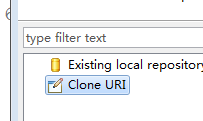 type filter text
Existing local repository
Clone URI